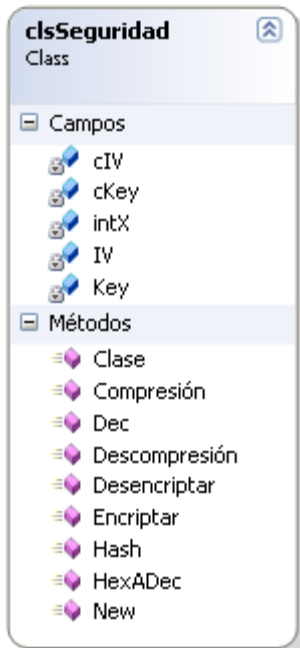 clsSeguridad
Class
Campos
cIV
cKey
intX
IV
Key
Métodos
Clase
Compresión
Dec
Descompresión
Desencriptar
Encriptar
Hash
HexADec
New